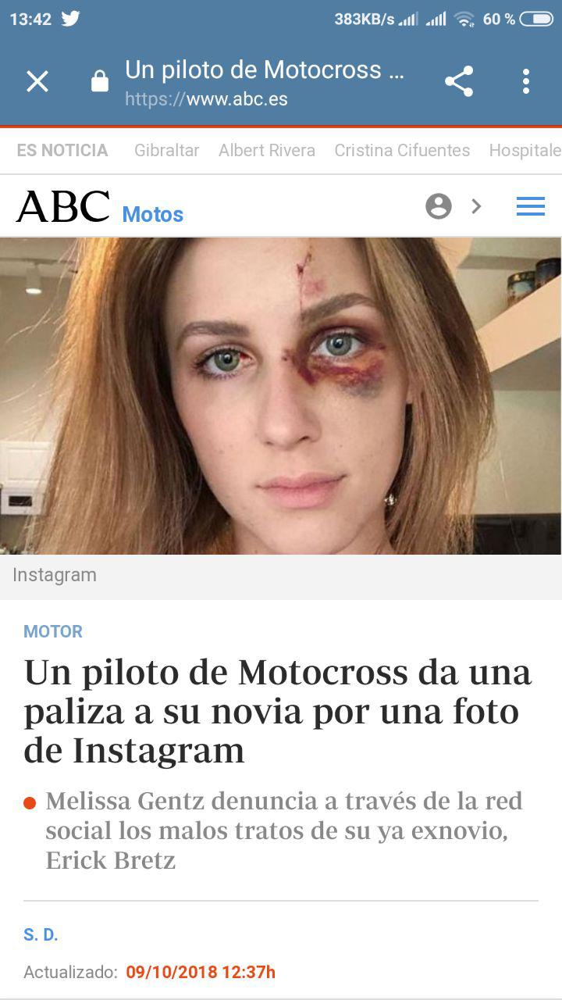 13:42 383KB/s 60 %
Un piloto de Motocross ...
https://www.abc.es
ES NOTICIA Gibraltar Albert Rivera Cristina Cifuentes Hospitale
ABC Motos
Instagram
MOTOR
Un piloto de Motocross da una
paliza a su novia por una foto
de Instagram
Melissa Gentz denuncia a través de la red
social los malos tratos de su ya exnovio,
Erick Bretz
S. D.
Actualizado: 09/10/2018 12:37h